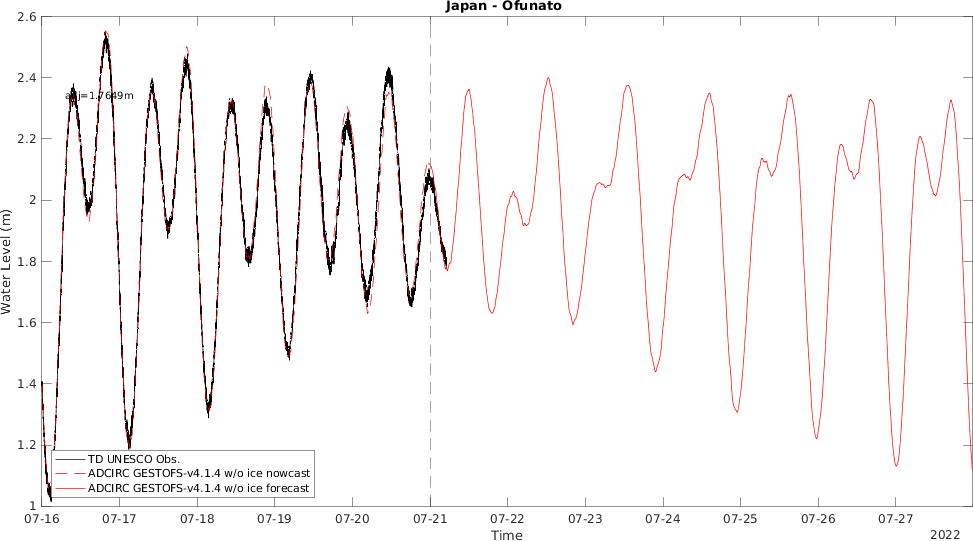 Japan - Ofunato
2.6
2.4
2.2
2
1.8
1.6
1.4
1.2
1
Water Level (m)
adj=1.7649m
TD UNESCO Obs.
ADCIRC GESTOFS-v4.1.4 w/o ice nowcast
ADCIRC GESTOFS-v4.1.4 w/o ice forecast
07-16 07-17 07-18 07-19 07-20 07-21 07-22 07-23 07-24 07-25 07-26 07-27
Time
2022